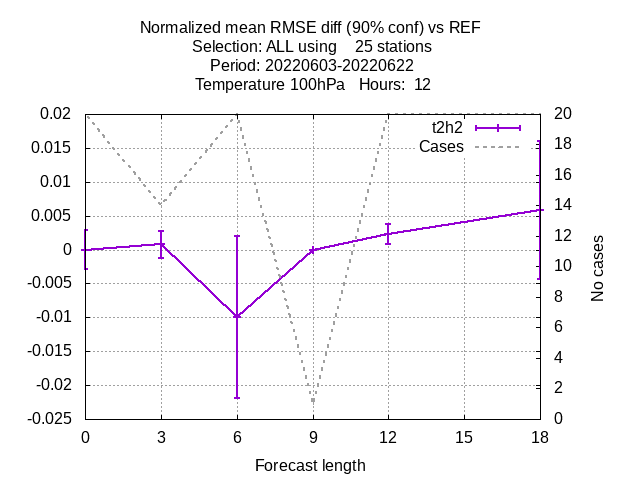 Normalized mean RMSE diff (90% conf) vs REF
Selection: ALL using    25 stations
Period: 20220603-20220622
Temperature 100hPa   Hours:  12
0.02
0.015
0.01
0.005
0
-0.005
-0.01
-0.015
-0.02
-0.025
20
18
16
14
12
10
8
6
4
2
0
t2h2
Cases
No cases
0 3 6 9 12 15 18
Forecast length